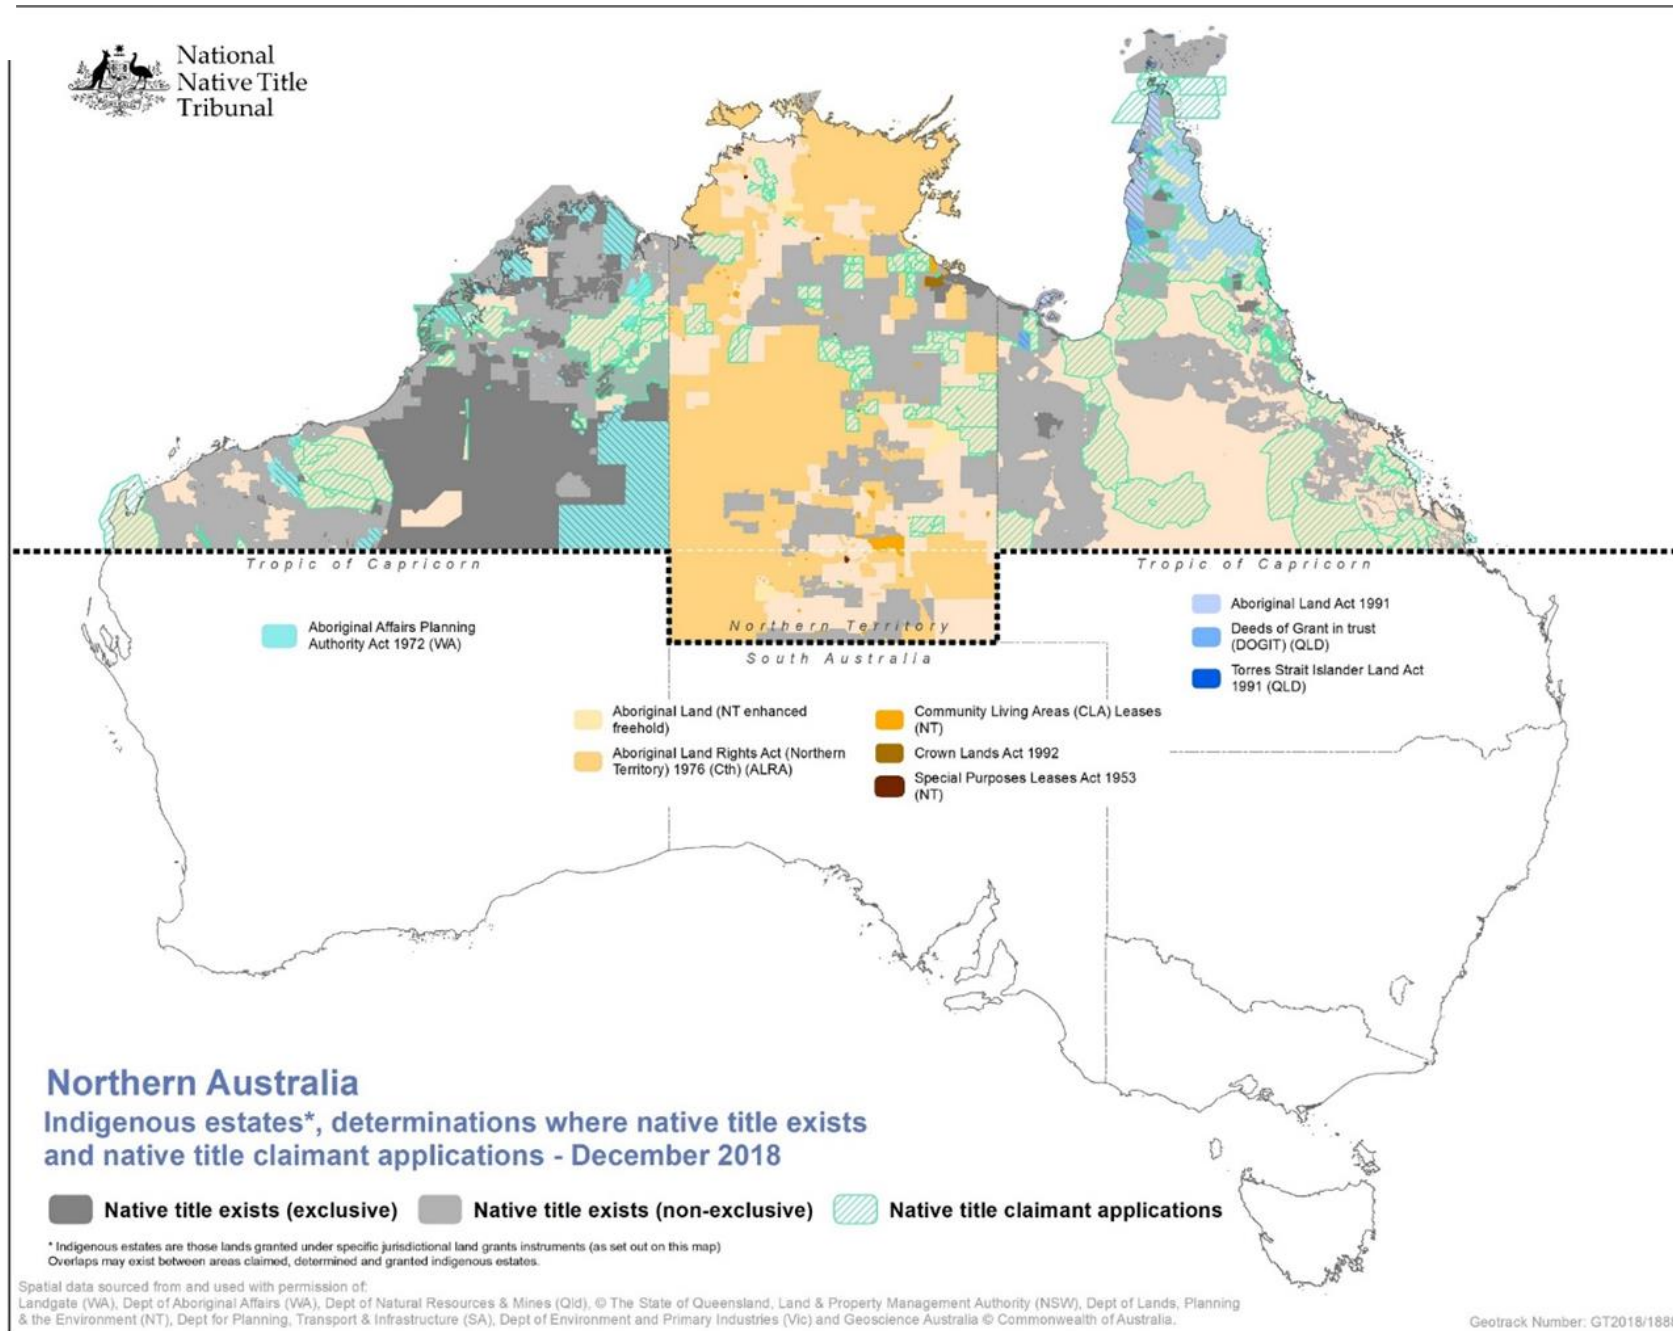 National
Native Title
Tribunal
Tropic of Capricorn
Tropic of Capricorn
Northern Territory
South Australia
Aboriginal Affairs Planning
Authority Act 1972 (WA)
Aboriginal Land Act 1991
Deeds of Grant in trust
(DOGIT) (QLD)
Torres Strait Islander Land Act
1991 (QLD)
Aboriginal Land (NT enhanced
freehold)
Aboriginal Land Rights Act (Northern
Territory) 1976 (Cth) (ALRA)
Community Living Areas (CLA) Leases
(NT)
Crown Lands Act 1992
Special Purposes Leases Act 1953
(NT)
Northern Australia
Indigenous estates*, determinations where native title exists
and native title claimant applications - December 2018
Native title exists (exclusive)
Native title exists (non-exclusive)
Native title claimant applications
* Indigenous estates are those lands granted under specific jurisdictional land grants instruments (as set out on this map)
Overlaps may exist between areas claimed, determined and granted indigenous estates.
Spatial data sourced from and used with permission of:
Landgate (WA), Dept of Aboriginal Affairs (WA), Dept of Natural Resources & Mines (Qld), © The State of Queensland, Land & Property Management Authority (NSW), Dept of Lands, Planning
& the Environment (NT), Dept for Planning, Transport & Infrastructure (SA), Dept of Environment and Primary Industries (Vic) and Geoscience Australia © Commonwealth of Australia.
Geotrack Number: GT2018/188